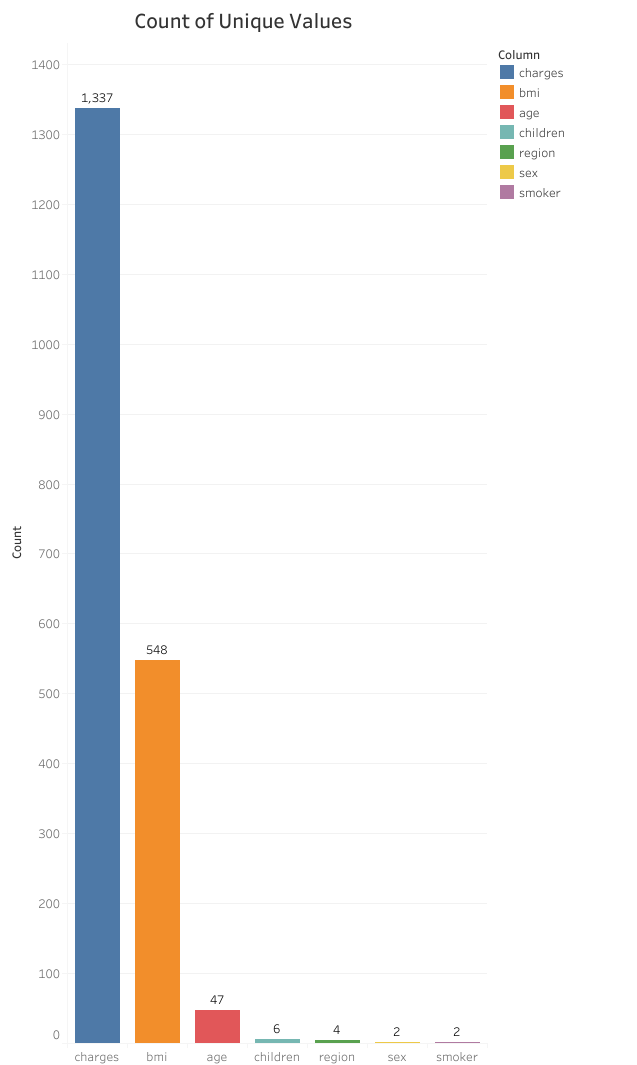 Count of Unique Values
Column
charges
bmi
age
children
region
sex
smoker
Count
1400
1300
1200
1100
1000
900
800
700
600
500
400
300
200
100
0
1,337
548
47
6
4
2
2
charges bmi age children region sex smoker